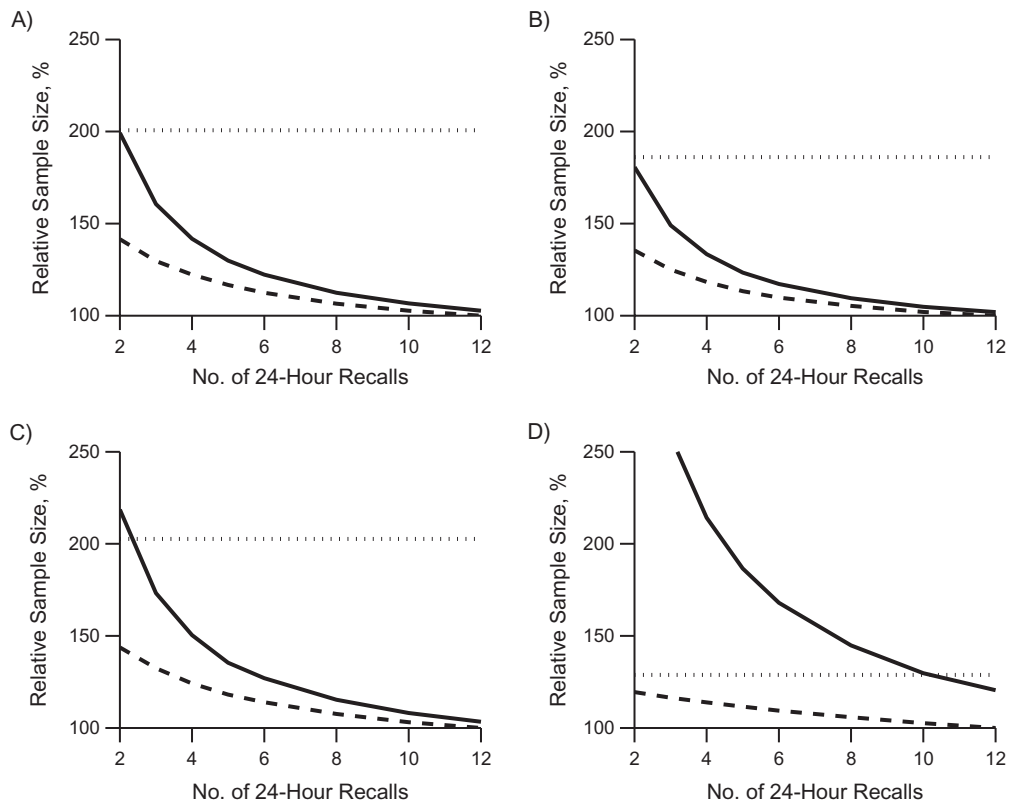 A)
250
200
150
100
Relative Sample Size, %
2 4 6 8 10 12
No. of 24-Hour Recalls
B)
250
200
150
100
Relative Sample Size, %
2 4 6 8 10 12
No. of 24-Hour Recalls
C)
250
200
150
100
Relative Sample Size, %
2 4 6 8 10 12
No. of 24-Hour Recalls
D)
250
200
150
100
Relative Sample Size, %
2 4 6 8 10 12
No. of 24-Hour Recalls